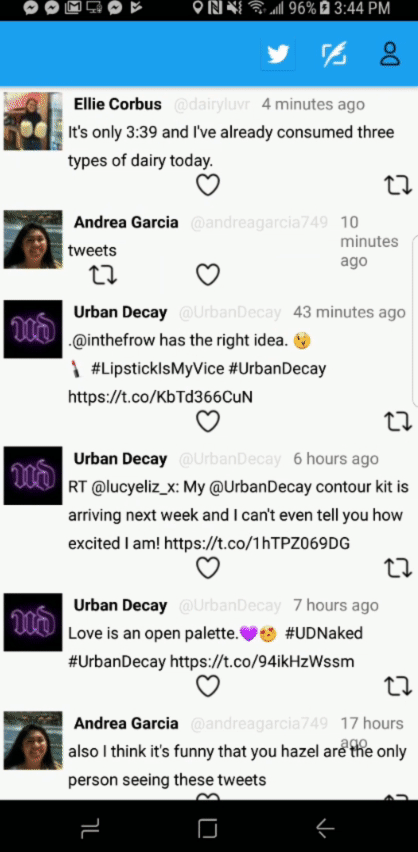 96% 3:44 PM
Ellie Corbus @dairyluvr 4 minutes ago
It's only 3:39 and I've already consumed three
types of dairy today.
Andrea Garcia @andreagarcia749 10
minutes
ago
tweets
Urban Decay @UrbanDecay 43 minutes ago
.@inthefrow has the right idea. 
#LipstickIsMyVice #UrbanDecay
https://t.co/KbTd366CuN
Urban Decay @UrbanDecay 6 hours ago
RT @lucyeliz_x: My @UrbanDecay contour kit is
arriving next week and I can't even tell you how
excited I am! https://t.co/1hTPZ069DG
Urban Decay @UrbanDecay 7 hours ago
Love is an open palette.💜 #UDNaked
#UrbanDecay https://t.co/94ikHzWssm
Andrea Garcia @andreagarcia749 17 hours
ago
also I think it's funny that you hazel are the only
person seeing these tweets